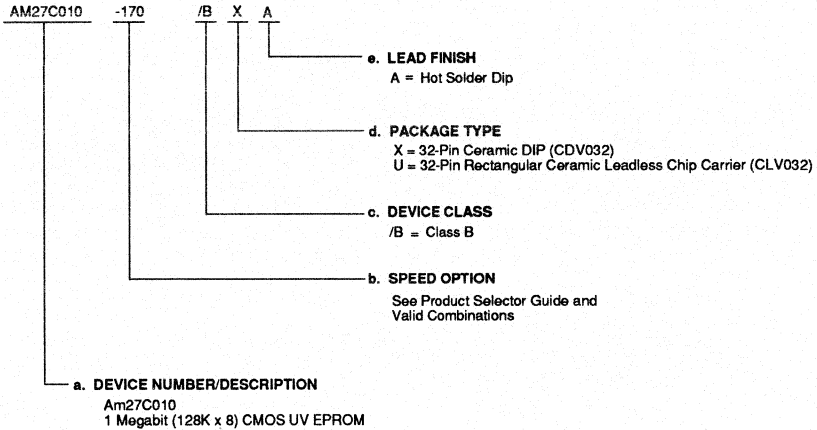 AM27C010 -170 /B X A
e. LEAD FINISH
A = Hot Solder Dip
d. PACKAGE TYPE
X = 32-Pin Ceramic DIP (CDV032)
U = 32-Pin Rectangular Ceramic Leadless Chip Carrier (CLV032)
c. DEVICE CLASS
/B = Class B
b. SPEED OPTION
See Product Selector Guide and
Valid Combinations
a. DEVICE NUMBER/DESCRIPTION
Am27C010
1 Megabit (128K x 8) CMOS UV EPROM